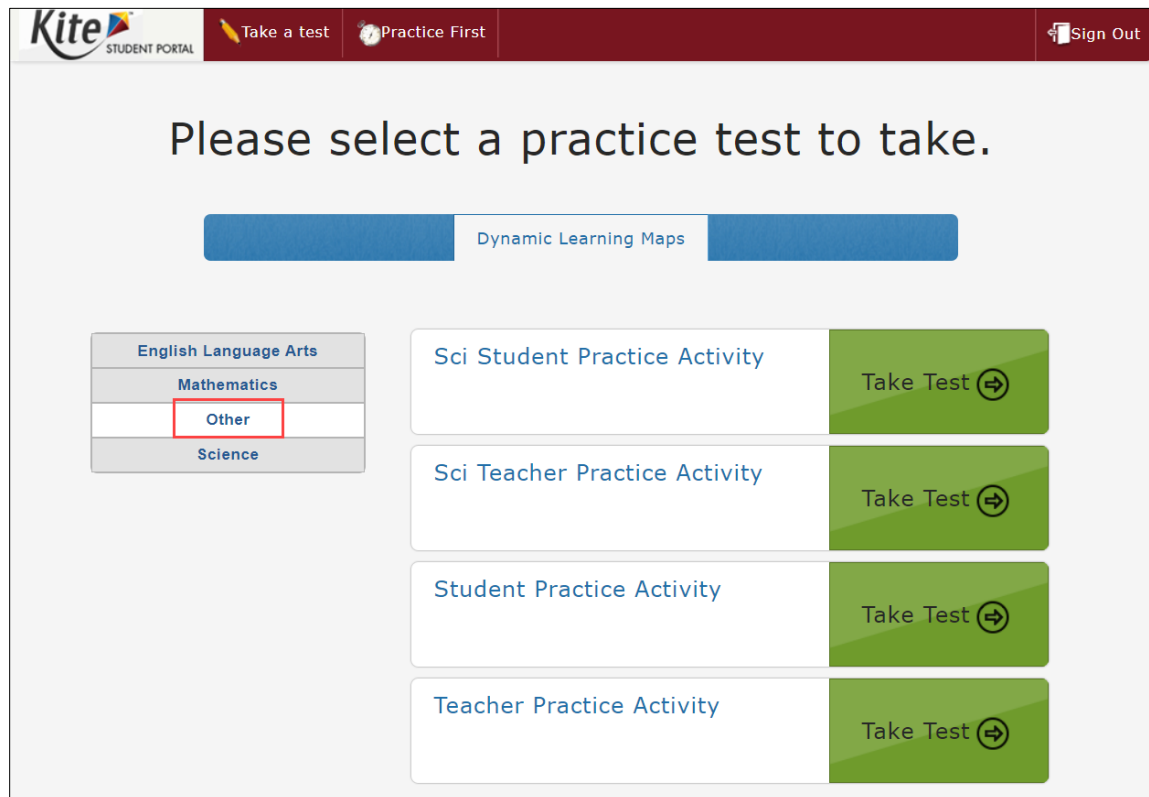 Kite STUDENT PORTAL
Take a test
Practice First
Sign Out
Please select a practice test to take.
Dynamic Learning Maps
English Language Arts
Mathematics
Other
Science
Sci Student Practice Activity
Take Test
Sci Teacher Practice Activity
Take Test
Student Practice Activity
Take Test
Teacher Practice Activity
Take Test